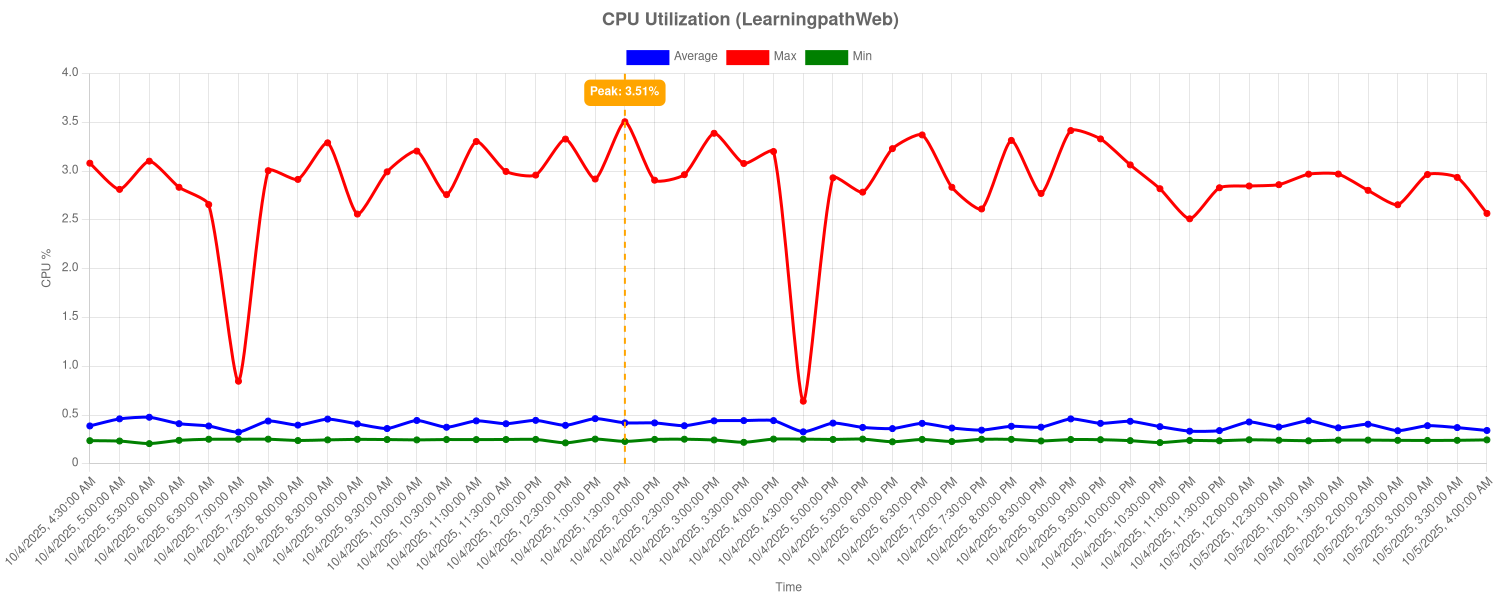 CPU Utilization (LearningpathWeb)
Average Max Min
Peak: 3.51%
4.0
3.5
3.0
2.5
2.0
1.5
1.0
0.5
0
CPU %
10/4/2025, 4:30:00 AM
10/4/2025, 5:00:00 AM
10/4/2025, 5:30:00 AM
10/4/2025, 6:00:00 AM
10/4/2025, 6:30:00 AM
10/4/2025, 7:00:00 AM
10/4/2025, 7:30:00 AM
10/4/2025, 8:00:00 AM
10/4/2025, 8:30:00 AM
10/4/2025, 9:00:00 AM
10/4/2025, 9:30:00 AM
10/4/2025, 10:00:00 AM
10/4/2025, 10:30:00 AM
10/4/2025, 11:00:00 AM
10/4/2025, 11:30:00 AM
10/4/2025, 12:00:00 PM
10/4/2025, 12:30:00 PM
10/4/2025, 1:00:00 PM
10/4/2025, 1:30:00 PM
10/4/2025, 2:00:00 PM
10/4/2025, 2:30:00 PM
10/4/2025, 3:00:00 PM
10/4/2025, 3:30:00 PM
10/4/2025, 4:00:00 PM
10/4/2025, 4:30:00 PM
10/4/2025, 5:00:00 PM
10/4/2025, 5:30:00 PM
10/4/2025, 6:00:00 PM
10/4/2025, 6:30:00 PM
10/4/2025, 7:00:00 PM
10/4/2025, 7:30:00 PM
10/4/2025, 8:00:00 PM
10/4/2025, 8:30:00 PM
10/4/2025, 9:00:00 PM
10/4/2025, 9:30:00 PM
10/4/2025, 10:00:00 PM
10/4/2025, 10:30:00 PM
10/4/2025, 11:00:00 PM
10/4/2025, 11:30:00 PM
10/5/2025, 12:00:00 AM
10/5/2025, 12:30:00 AM
10/5/2025, 1:00:00 AM
10/5/2025, 1:30:00 AM
10/5/2025, 2:00:00 AM
10/5/2025, 2:30:00 AM
10/5/2025, 3:00:00 AM
10/5/2025, 3:30:00 AM
10/5/2025, 4:00:00 AM
Time